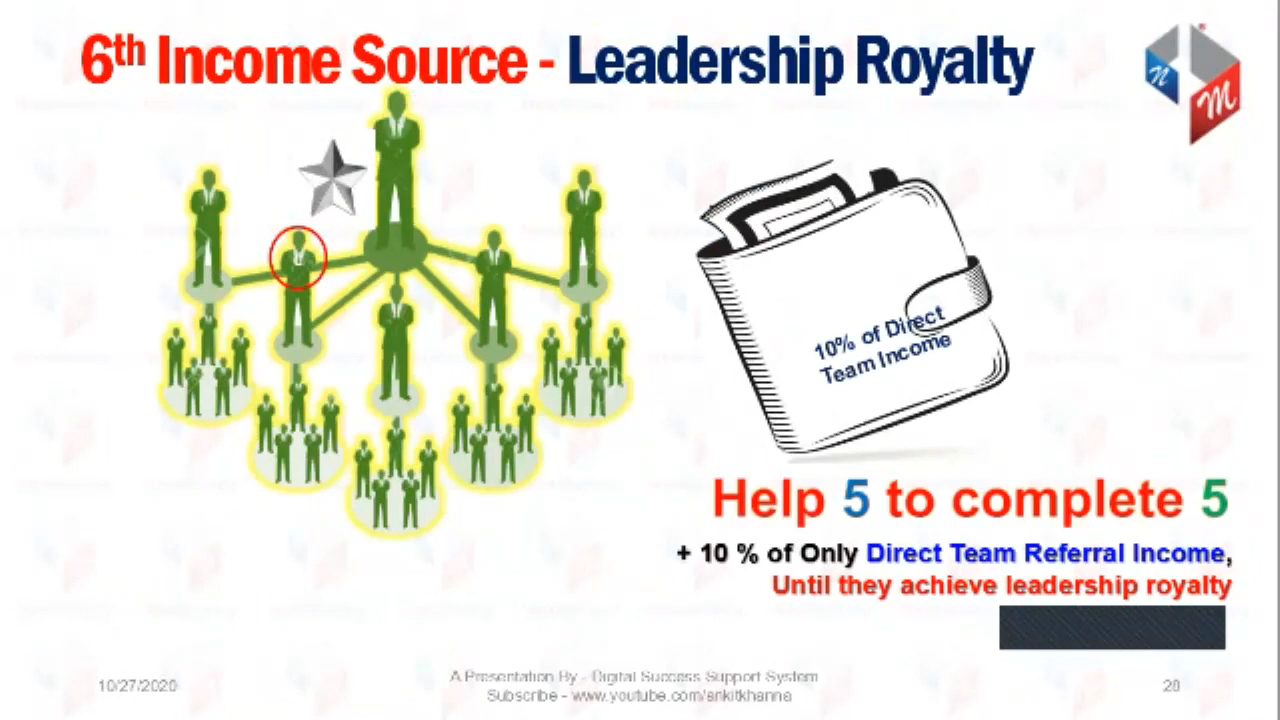 6th Income Source - Leadership Royalty
n
m
10% of Direct
Team Income
Help 5 to complete 5
+ 10 % of Only Direct Team Referral Income,
Until they achieve leadership royalty
10/27/2020
A Presentation By - Digital Success Support System
Subscribe - www.youtube.com/ankitkhanna
28